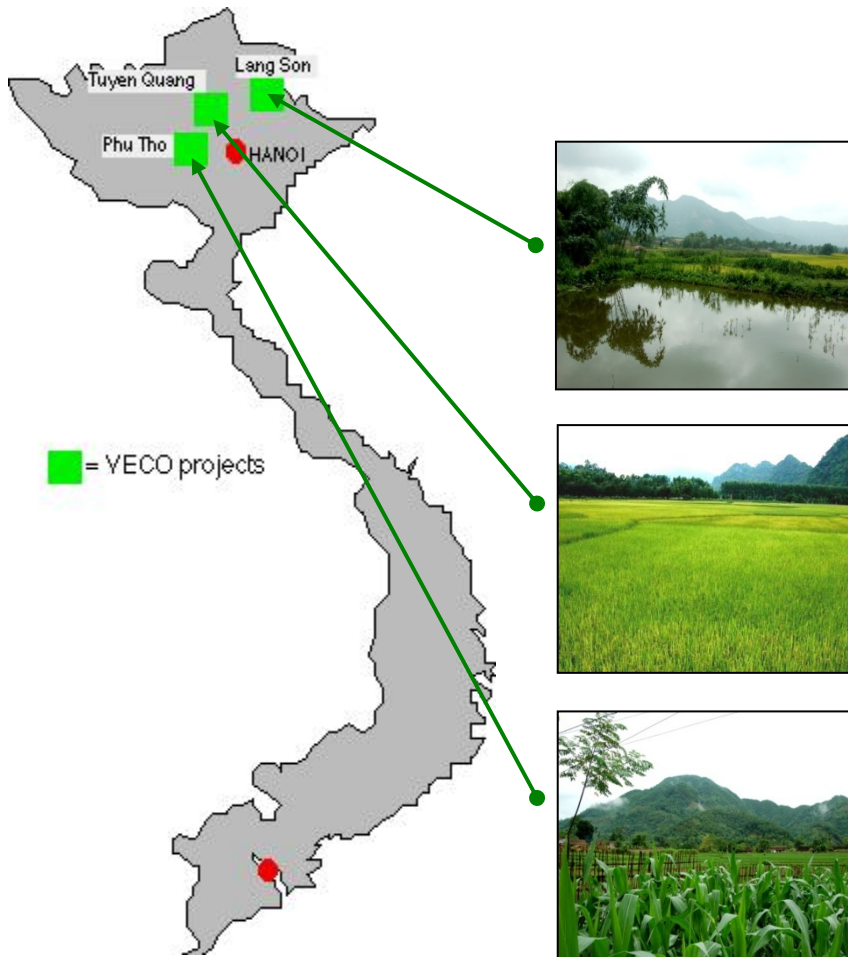 Lang Son
Tuyen Quang
Phu Tho
HANOI
= VECO projects